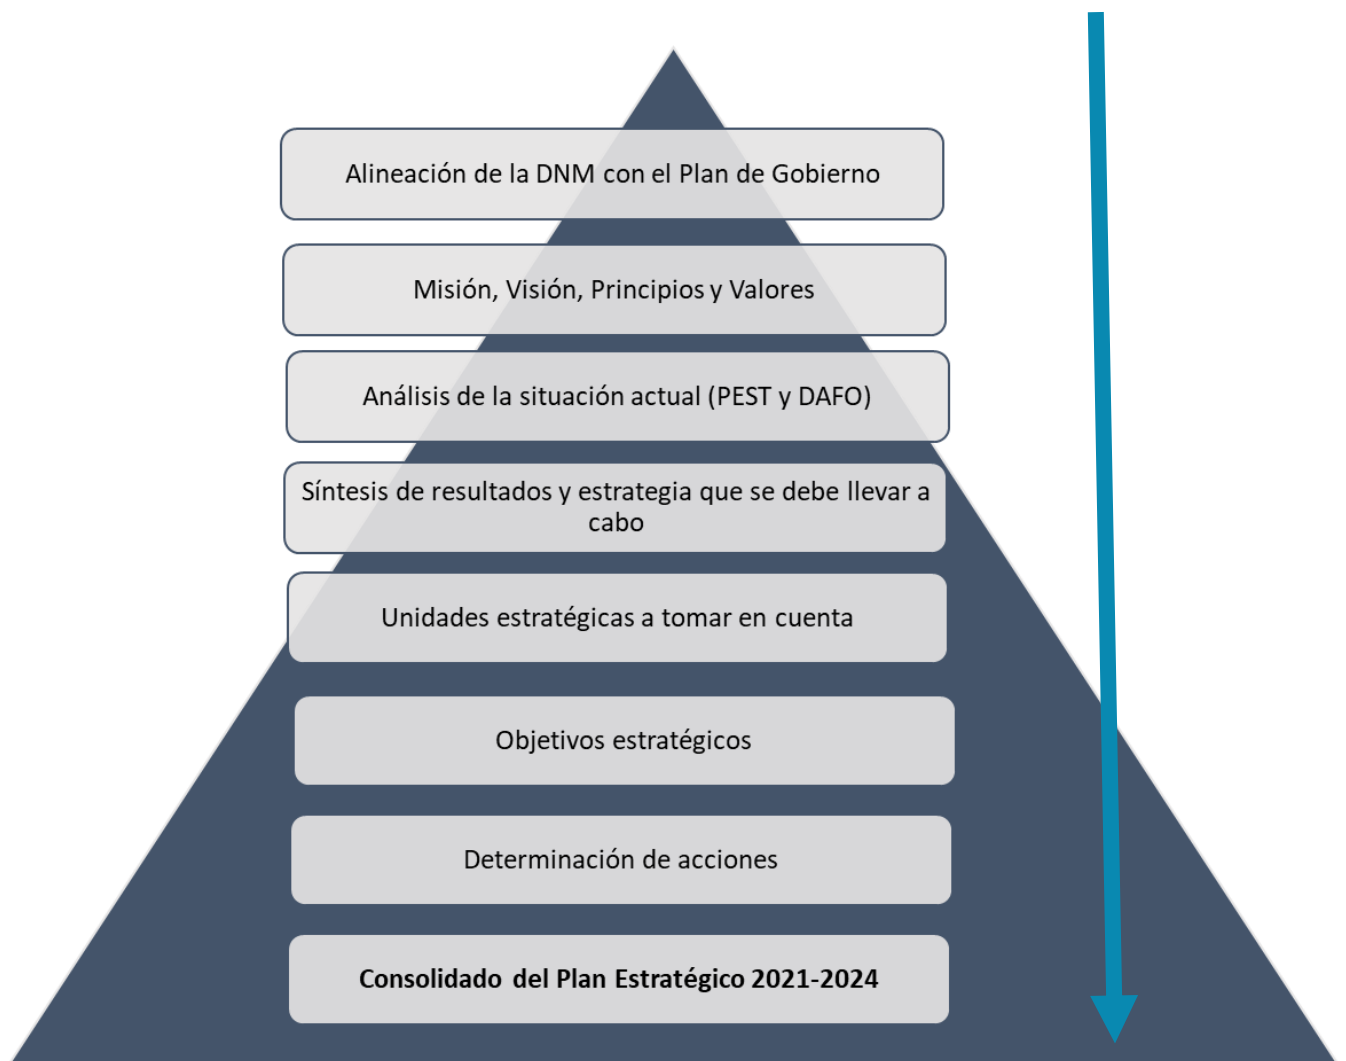 Alineación de la DNM con el Plan de Gobierno
Misión, Visión, Principios y Valores
Análisis de la situación actual (PEST y DAFO)
Síntesis de resultados y estrategia que se debe llevar a
cabo
Unidades estratégicas a tomar en cuenta
Objetivos estratégicos
Determinación de acciones
Consolidado del Plan Estratégico 2021-2024